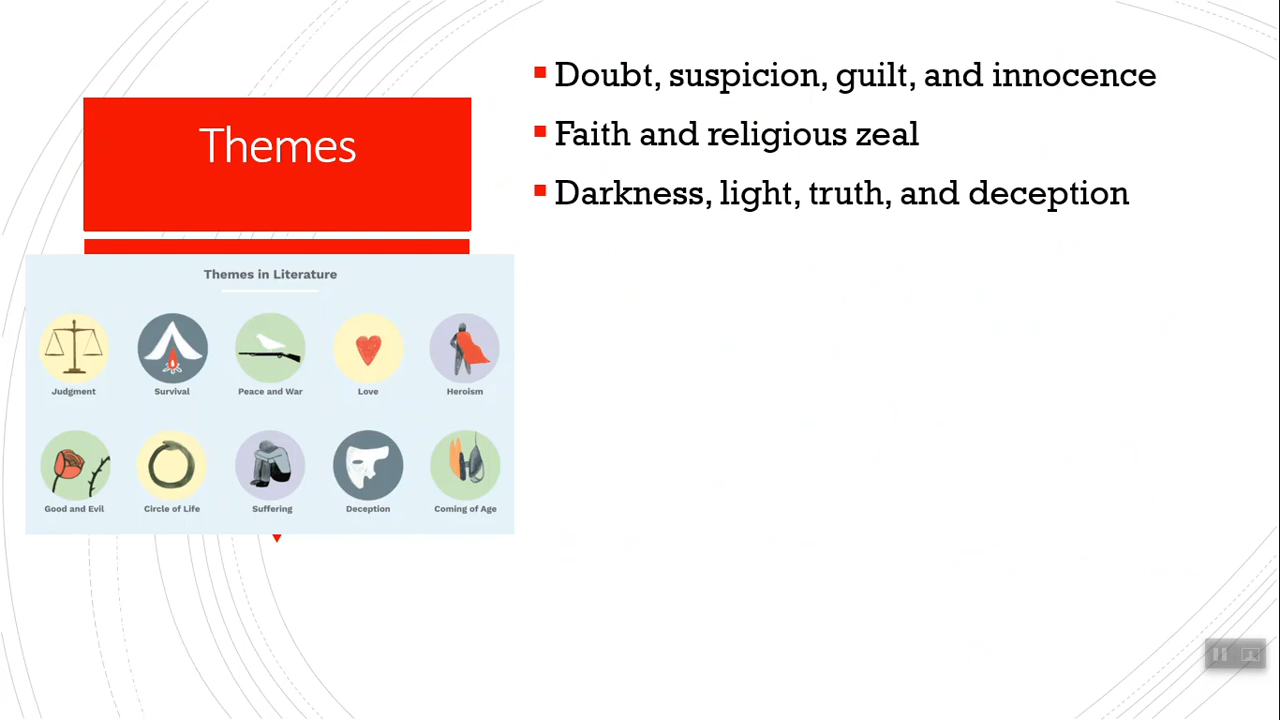 Themes
Doubt, suspicion, guilt, and innocence
Faith and religious zeal
Darkness, light, truth, and deception
Themes in Literature
Judgment
Survival
Peace and War
Love
Heroism
Good and Evil
Circle of Life
Suffering
Deception
Coming of Age